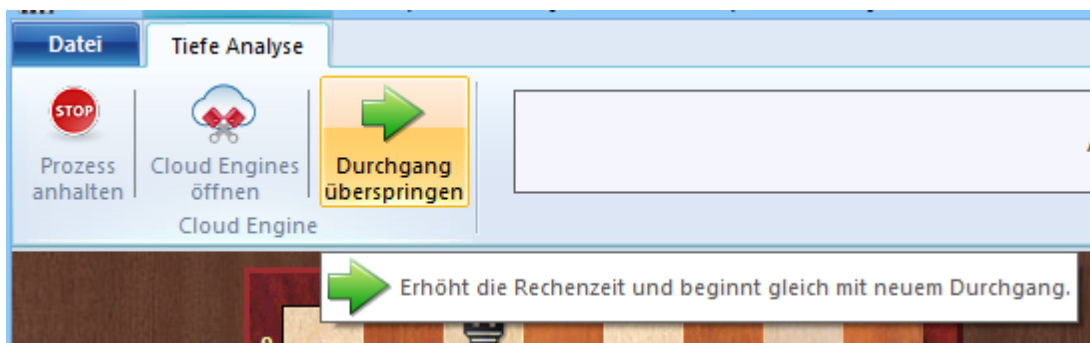 Datei
Tiefe Analyse
STOP
Prozess
anhalten
Cloud Engines
öffnen
Durchgang
überspringen
Cloud Engine
Erhöht die Rechenzeit und beginnt gleich mit neuem Durchgang.